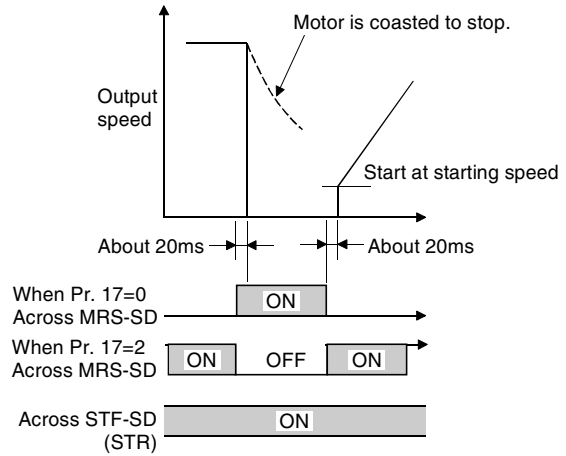 Motor is coasted to stop.
Output
speed
Start at starting speed
About 20ms
About 20ms
When Pr. 17=0
Across MRS-SD
ON
When Pr. 17=2
Across MRS-SD
ON
OFF
ON
Across STF-SD
(STR)
ON